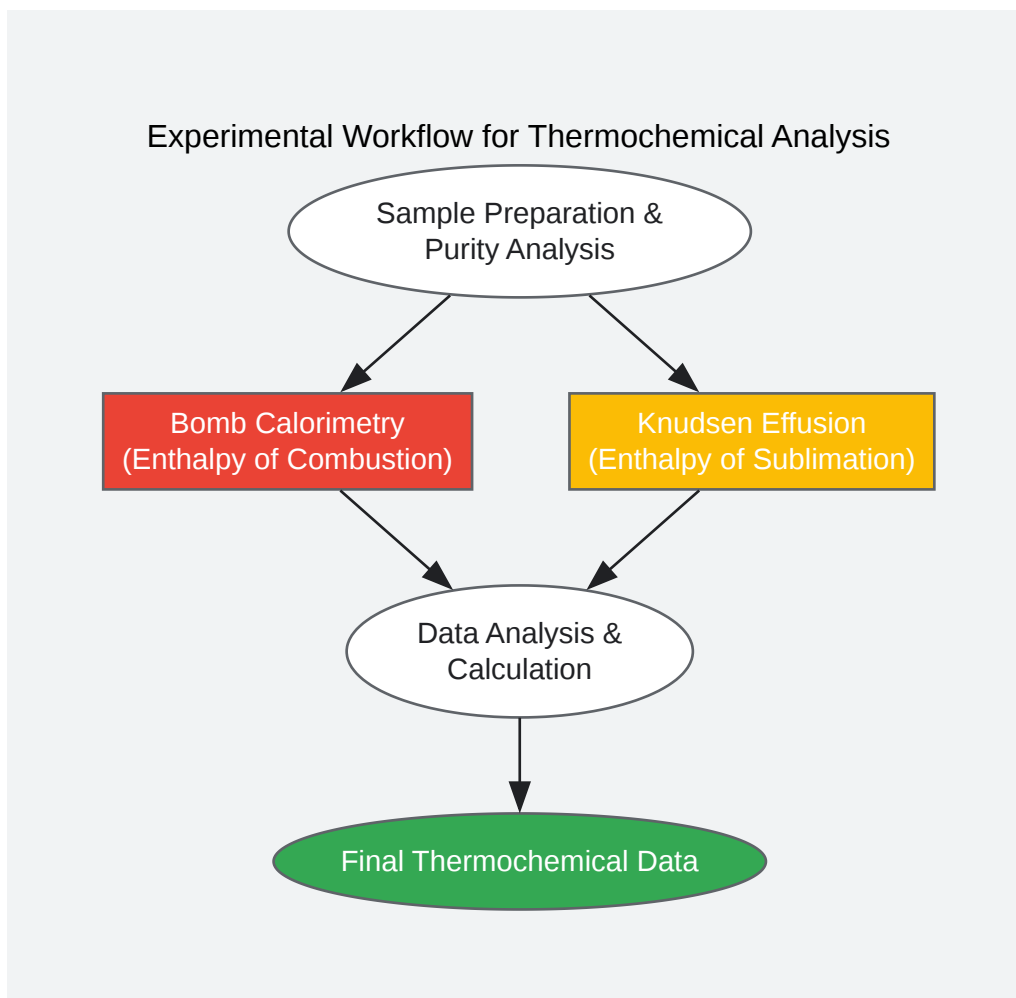 Experimental Workflow for Thermochemical Analysis
Sample Preparation &
Purity Analysis
Bomb Calorimetry
(Enthalpy of Combustion)
Knudsen Effusion
(Enthalpy of Sublimation)
Data Analysis &
Calculation
Final Thermochemical Data